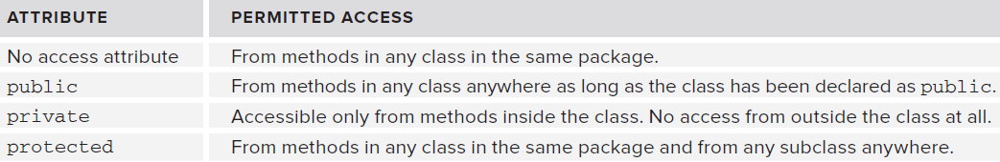 ATTRIBUTE PERMITTED ACCESS
No access attribute From methods in any class in the same package.
public From methods in any class anywhere as long as the class has been declared as public.
private Accessible only from methods inside the class. No access from outside the class at all.
protected From methods in any class in the same package and from any subclass anywhere.